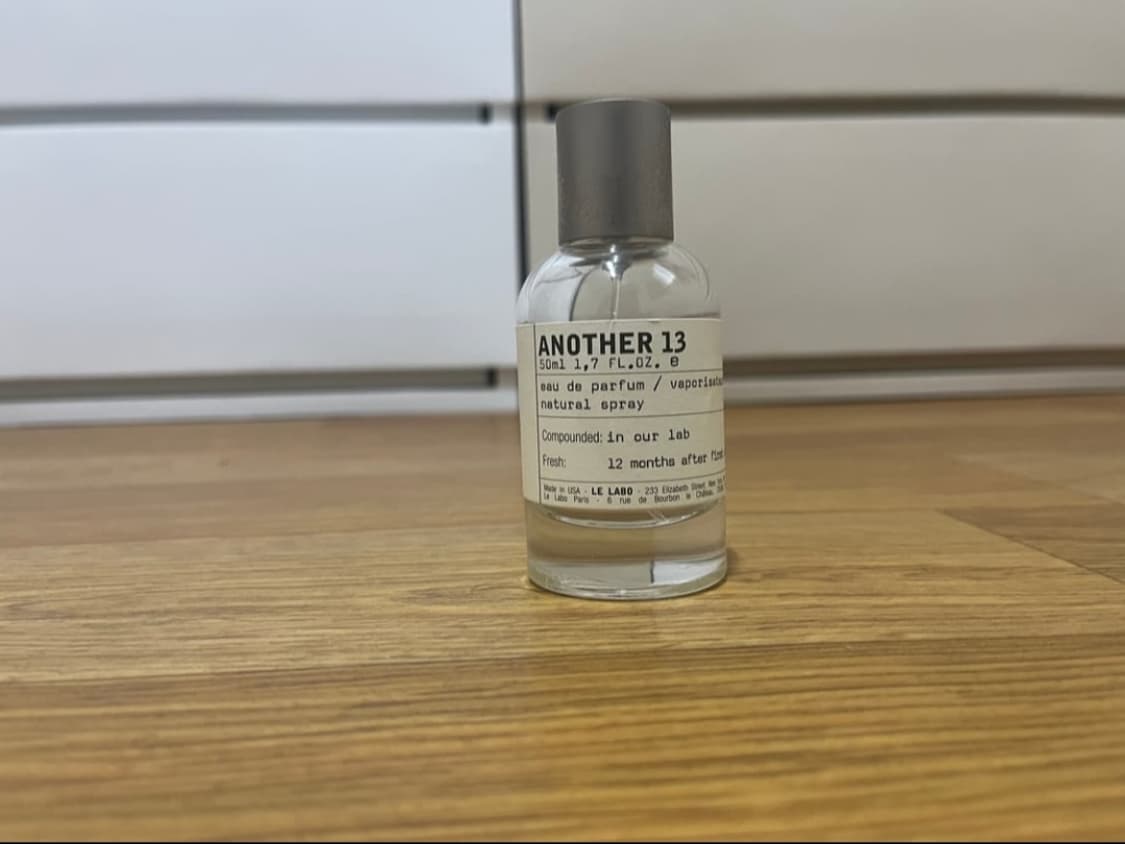 ANOTHER 13
50ml 1,7 FL.OZ. e
eau de parfum /
natural spray
Compounded: in our lab
Fresh: 12 months after
Made in USA - LE LABO - 233 Elizabeth Street, New
Le Labo Paris - 6 rue de Bourbon le Château,